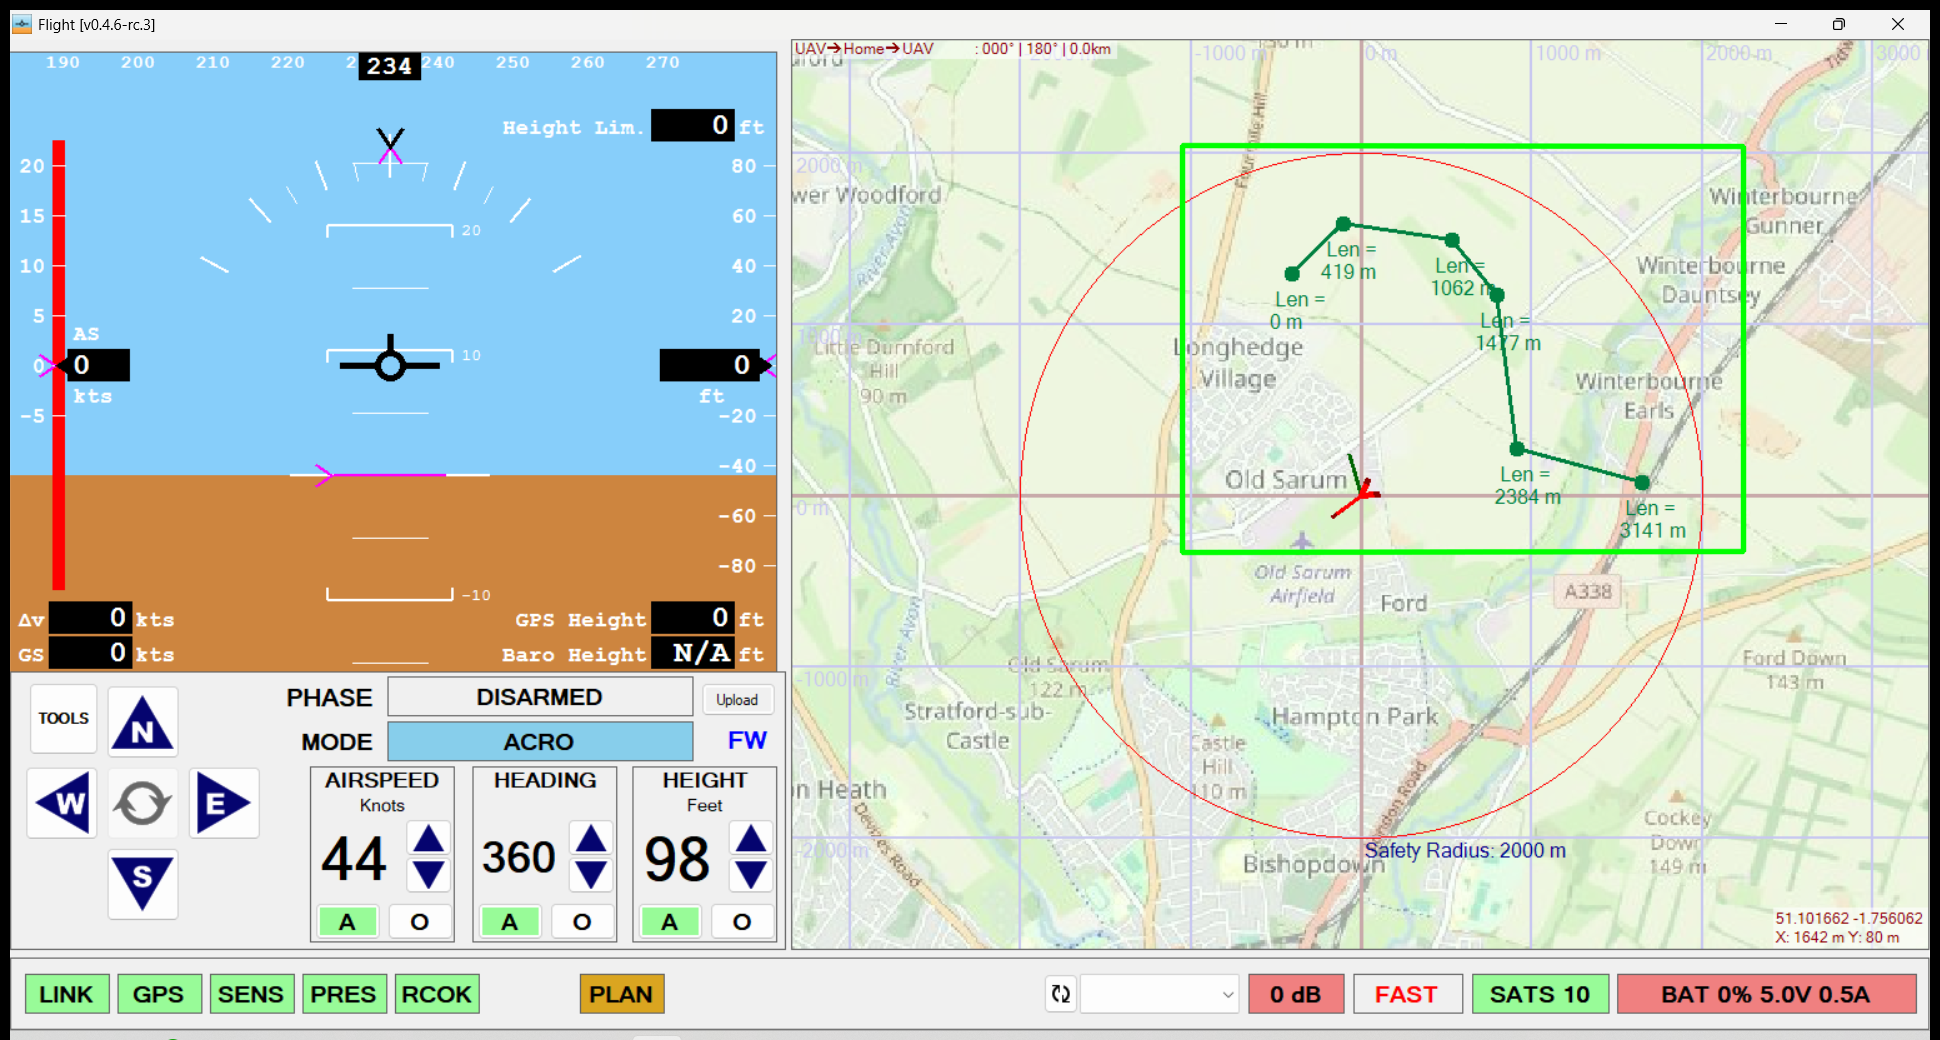 Flight [v0.4.6-rc.3]
190 200 210 220 234 240 250 260 270
Height Lim. 0 ft
20 80
15 60
20
10 40
5 20
AS
0 0
10
0
kts
ft
-5 -20
-40
-60
-80
-10
Δv 0 kts
GPS Height 0 ft
GS 0 kts
Baro Height N/A ft
TOOLS
N
W
E
S
PHASE DISARMED Upload
MODE ACRO FW
AIRSPEED
Knots
44
A O
HEADING
360
A O
HEIGHT
Feet
98
A O
UAV→Home→UAV : 000° | 180° | 0.0km
-1000 m 0 m 1000 m 2000 m 3000
2000 m
1000 m
0 m
-1000 m
-2000 m
wer Woodford
River Avon
Winterbourne
Gunner
Winterbourne
Dauntsey
Winterbourne
Earls
Little Durnford
Hill
90 m
Longhedge
Village
Len =
0 m
Len =
419 m
Len =
1062 m
Len =
1477 m
Len =
2384 m
Len =
3141 m
Old Sarum
Old Sarum
Airfield
Ford
A338
River Avon
Old Sarum
122 m
Stratford-sub-
Castle
Hampton Park
Castle
Hill
110 m
Ford Down
143 m
n Heath
Devizes Road
ndon Road
Cockey
Down
149 m
Bishopdown
Safety Radius: 2000 m
51.101662 -1.756062
X: 1642 m Y: 80 m
LINK GPS SENS PRES RCOK PLAN 0 dB FAST SATS 10 BAT 0% 5.0V 0.5A